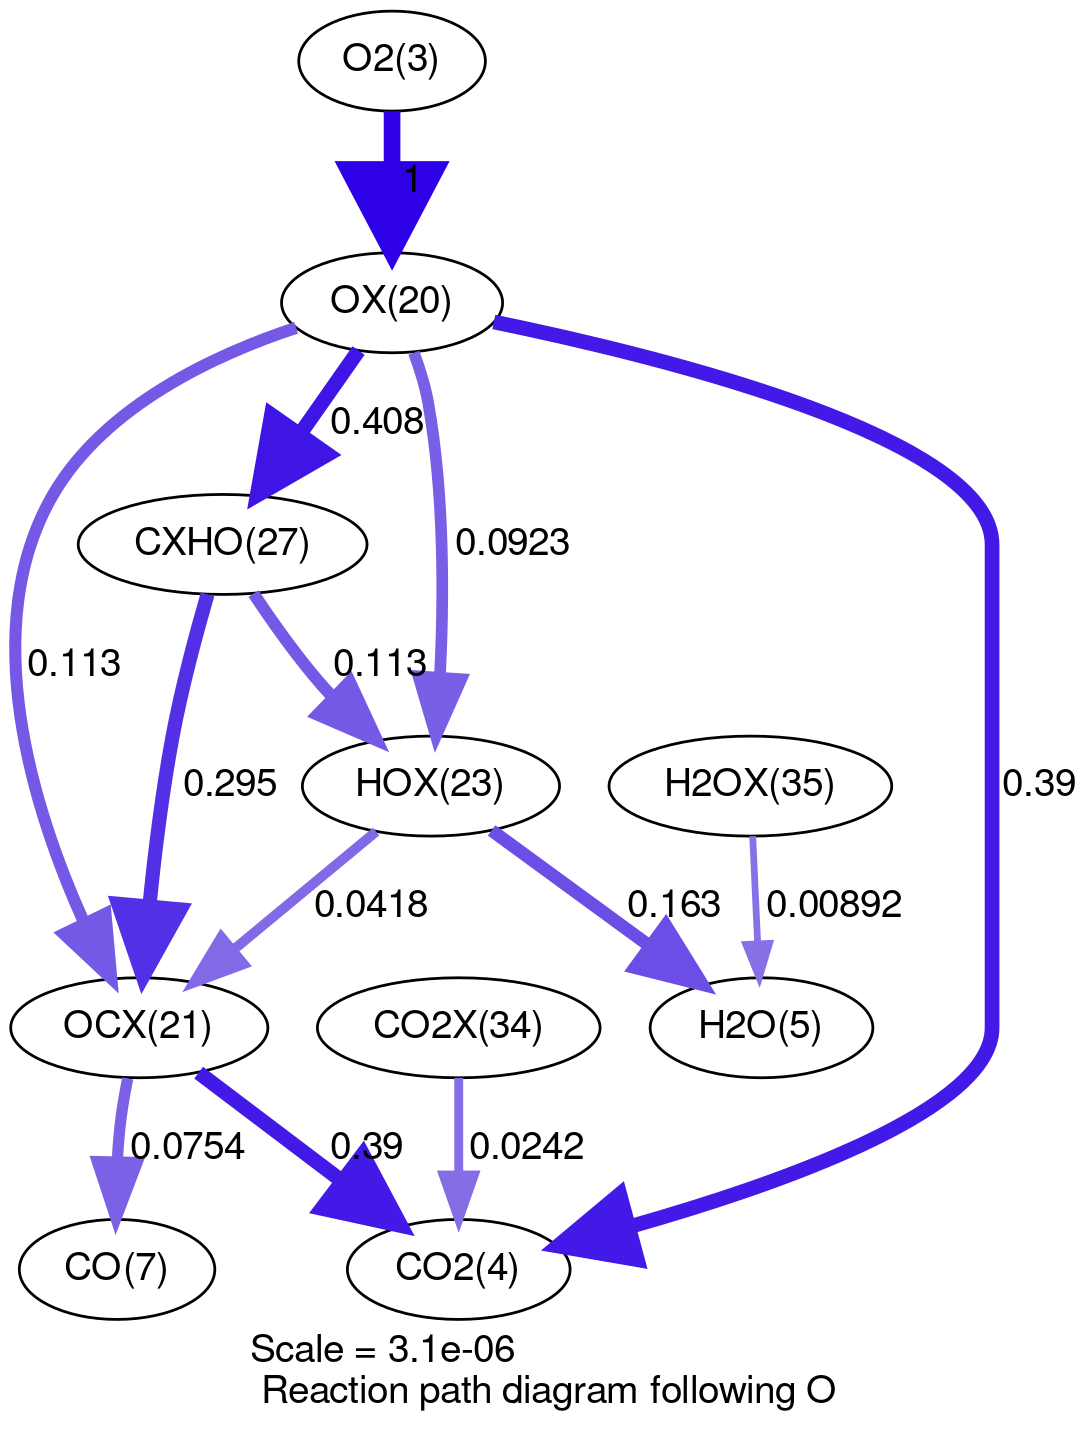 O2(3)
1
OX(20)
0.408
CXHO(27)
0.0923
0.113
0.113
0.295
HOX(23)
H2OX(35)
0.39
0.0418
0.163
0.00892
OCX(21)
CO2X(34)
H2O(5)
0.0754
0.39
0.0242
CO(7)
CO2(4)
Scale = 3.1e-06
Reaction path diagram following O